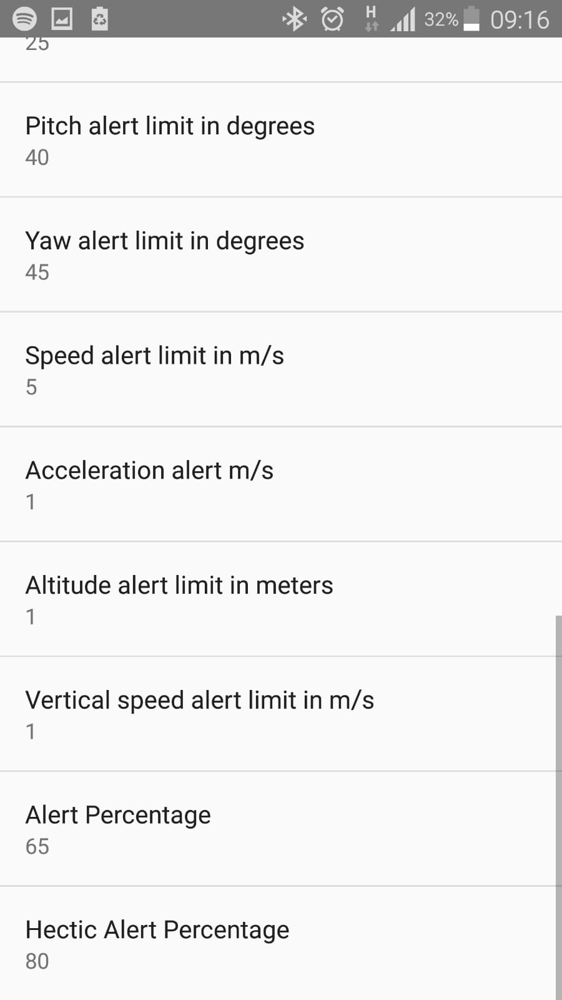 H 32% 09:16
25
Pitch alert limit in degrees
40
Yaw alert limit in degrees
45
Speed alert limit in m/s
5
Acceleration alert m/s
1
Altitude alert limit in meters
1
Vertical speed alert limit in m/s
1
Alert Percentage
65
Hectic Alert Percentage
80